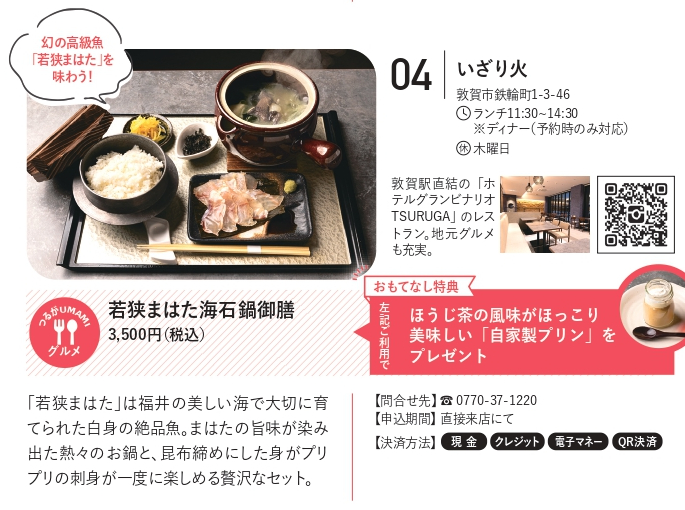 幻の高級魚
「若狭まはた」を
味わう!
04
いざり火
敦賀市鉄輪町1-3-46
ランチ11:30~14:30
※ディナー(予約時のみ対応)
休 木曜日
敦賀駅直結の「ホ
テルグランビナリオ
TSURUGA」のレス
トラン。地元グルメ
も充実。
つるがUMAMI
グルメ
若狭まはた海石鍋御膳
3,500円(税込)
おもてなし特典
左記ご利用で
ほうじ茶の風味がほっこり
美味しい「自家製プリン」を
プレゼント
「若狭まはた」は福井の美しい海で大切に育
てられた白身の絶品魚。まはたの旨味が染み
出た熱々のお鍋と、昆布締めにした身がプリ
プリの刺身が一度に楽しめる贅沢なセット。
【問合せ先】☎ 0770-37-1220
【申込期間】直接来店にて
【決済方法】現金 クレジット 電子マネー QR決済